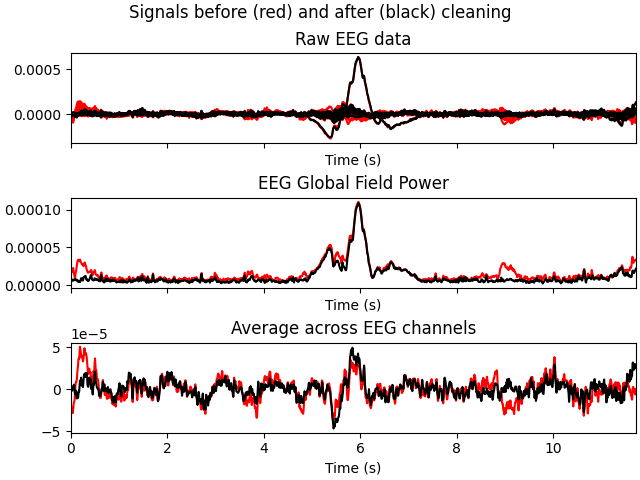 Signals before (red) and after (black) cleaning
Raw EEG data
0.0005
0.0000
Time (s)
EEG Global Field Power
0.00010
0.00005
0.00000
Time (s)
Average across EEG channels
1e−5
5
0
−5
0 2 4 6 8 10
Time (s)